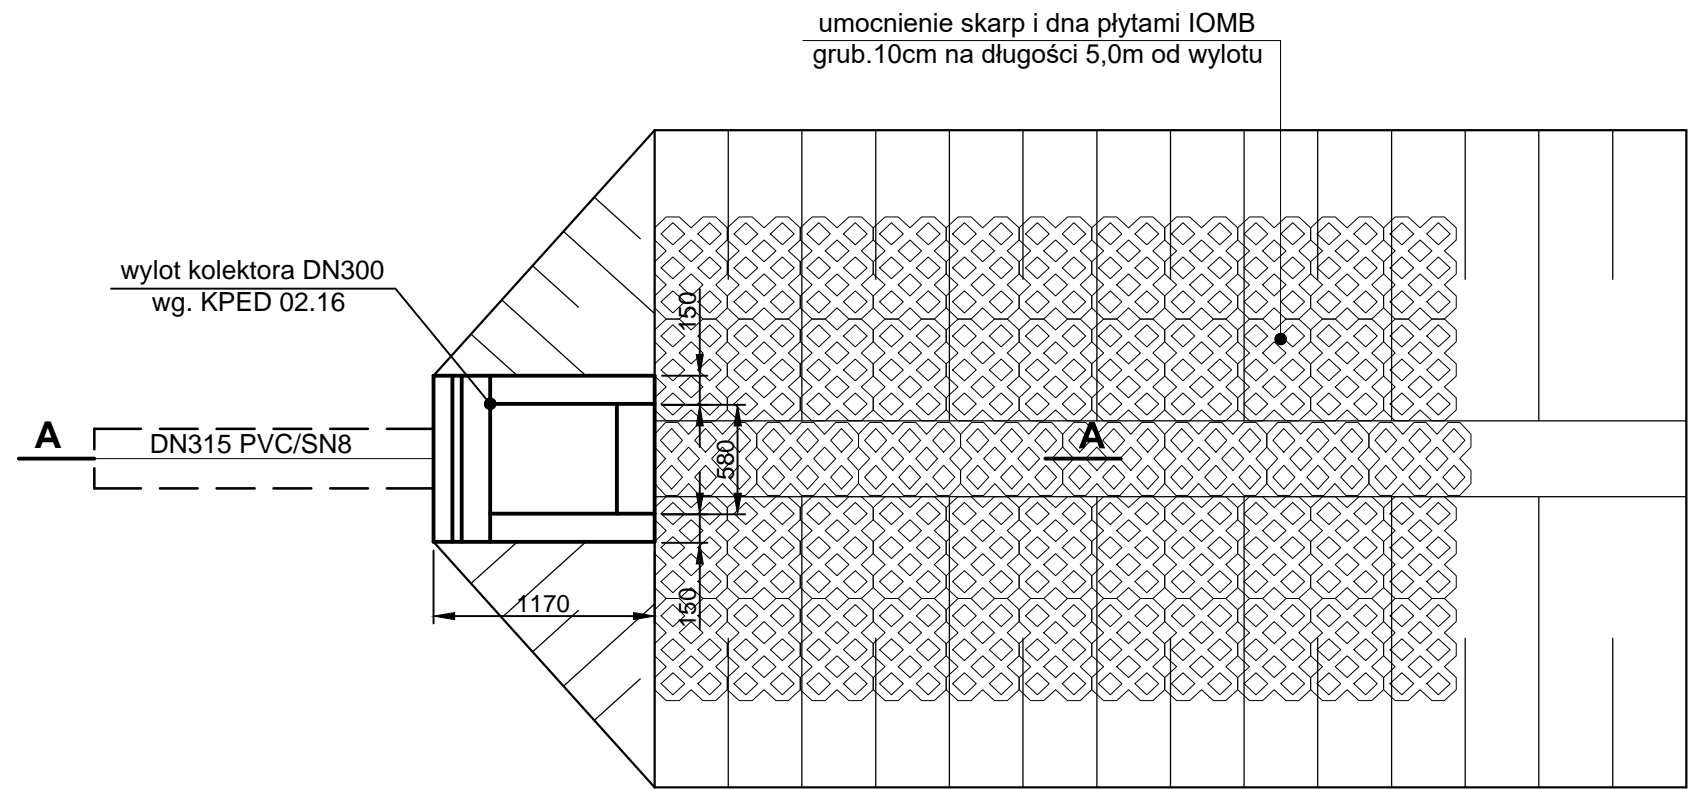 umocnienie skarp i dna płytami IOMB
grub.10cm na długości 5,0m od wylotu
wylot kolektora DN300
wg. KPED 02.16
150
A
DN315 PVC/SN8
580
A
1170
150